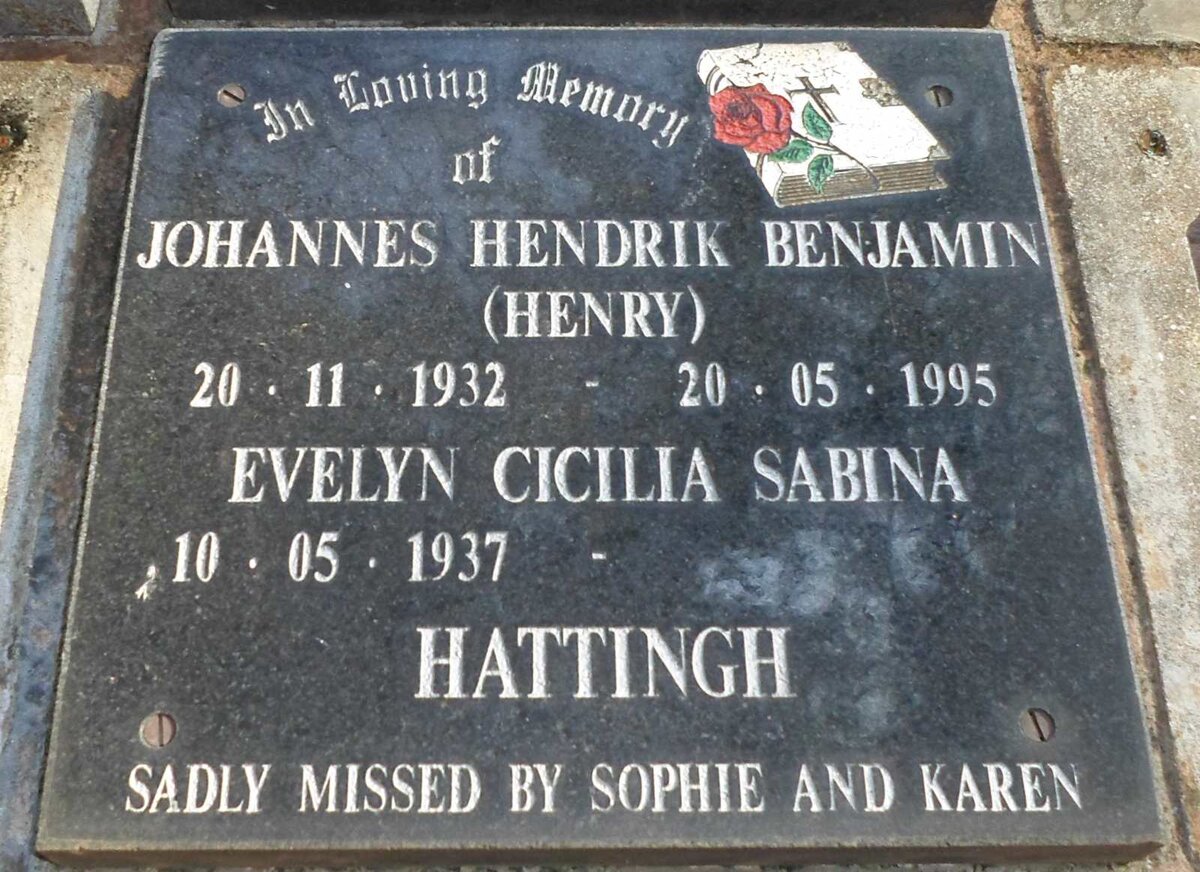 In Loving Memory
of
JOHANNES HENDRIK BENJAMIN
(HENRY)
20 · 11 · 1932 - 20 · 05 · 1995
EVELYN CICILIA SABINA
10 · 05 · 1937 -
HATTINGH
SADLY MISSED BY SOPHIE AND KAREN